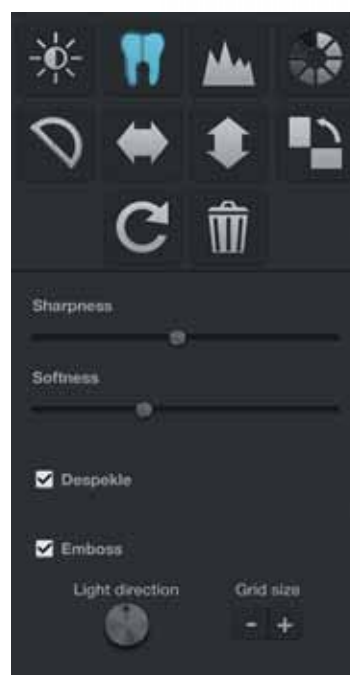 Sharpness
Softness
Despekle
Emboss
Light direction Grid size
- +